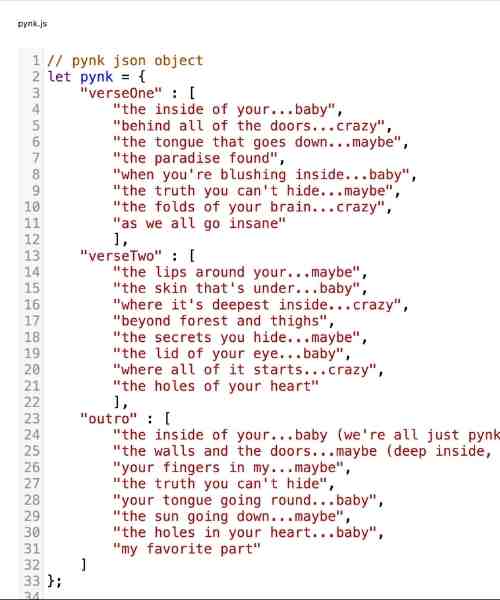 pynk.js
1 // pynk json object
2 let pynk = {
3     "verseOne" : [
4         "the inside of your...baby",
5         "behind all of the doors...crazy",
6         "the tongue that goes down...maybe",
7         "the paradise found",
8         "when you're blushing inside...baby",
9         "the truth you can't hide...maybe",
10         "the folds of your brain...crazy",
11         "as we all go insane"
12         ],
13     "verseTwo" : [
14         "the lips around your...maybe",
15         "the skin that's under...baby",
16         "where it's deepest inside...crazy",
17         "beyond forest and thighs",
18         "the secrets you hide...maybe",
19         "the lid of your eye...baby",
20         "where all of it starts...crazy",
21         "the holes of your heart"
22         ],
23     "outro" : [
24         "the inside of your...baby (we're all just pynk
25         "the walls and the doors...maybe (deep inside,
26         "your fingers in my...maybe",
27         "the truth you can't hide",
28         "your tongue going round...baby",
29         "the sun going down...maybe",
30         "the holes in your heart...baby",
31         "my favorite part"
32     ]
33 };
34